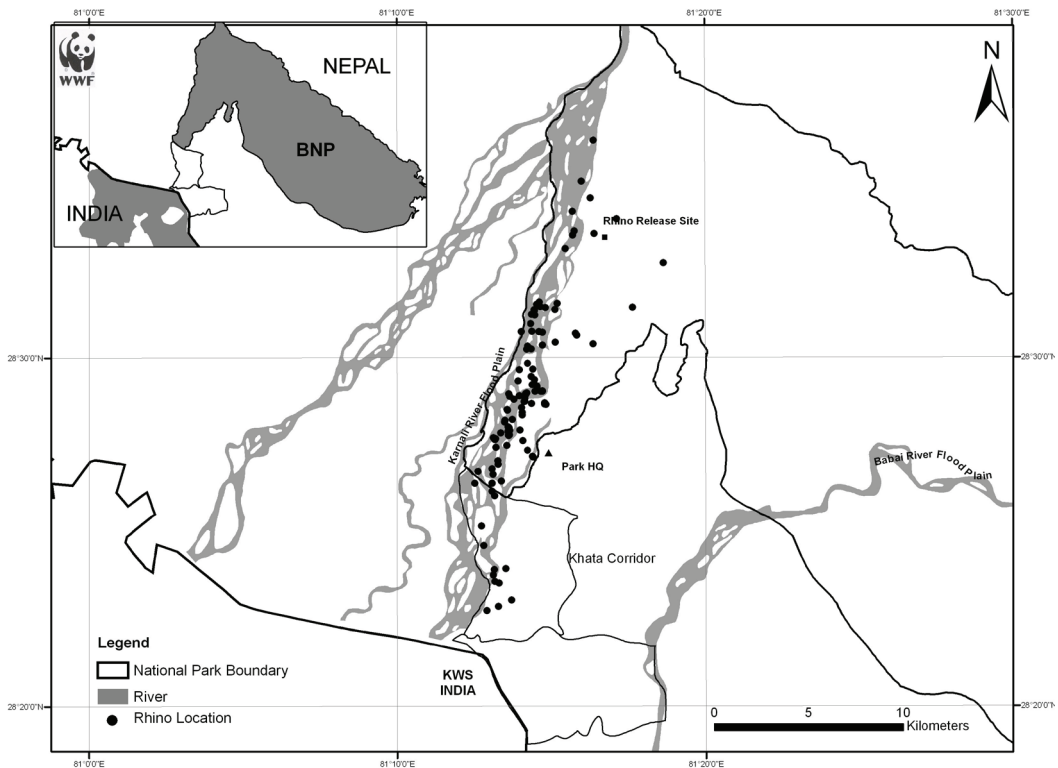 81°0'0"E
81°10'0"E
81°20'0"E
81°30'0"E
WWF
NEPAL
BNP
INDIA
N
Rhino Release Site
28°30'0"N
28°30'0"N
Karnali River Flood Plain
Park HQ
Babai River Flood Plain
Khata Corridor
Legend
National Park Boundary
River
Rhino Location
KWS
INDIA
0 5 10
Kilometers
28°20'0"N
28°20'0"N
81°0'0"E
81°10'0"E
81°20'0"E
81°30'0"E